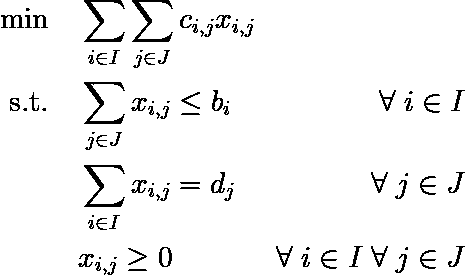 min ∑_{i∈I} ∑_{j∈J} c_{i,j}x_{i,j}
s.t. ∑_{j∈J} x_{i,j} ≤ b_i ∀ i ∈ I
∑_{i∈I} x_{i,j} = d_j ∀ j ∈ J
x_{i,j} ≥ 0 ∀ i ∈ I ∀ j ∈ J